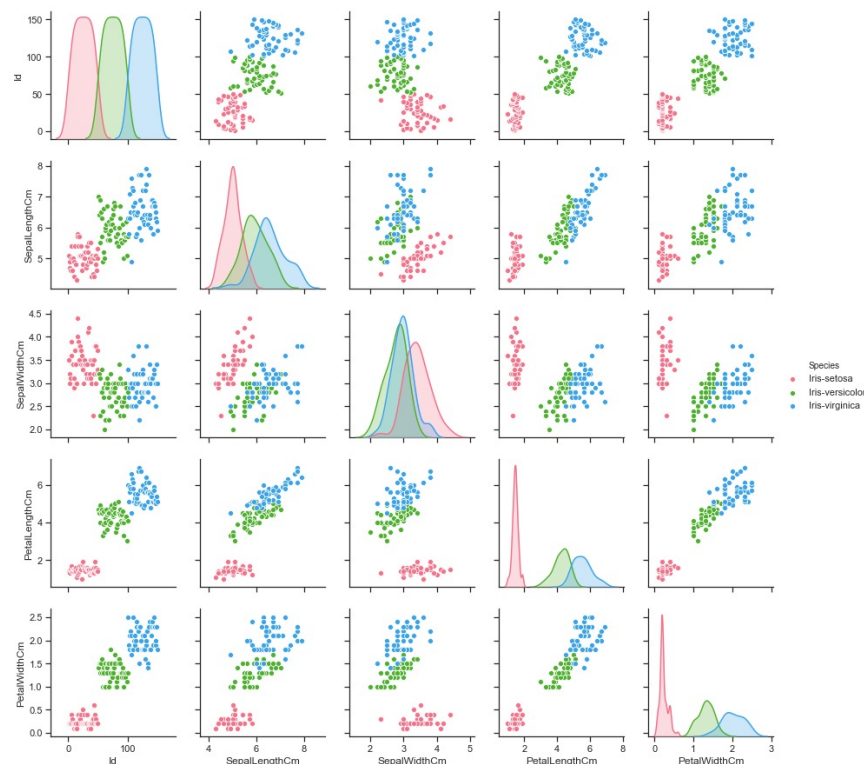 150
100
50
0
Id
8
7
6
5
SepalLengthCm
4.5
4.0
3.5
3.0
2.5
2.0
SepalWidthCm
Species
Iris-setosa
Iris-versicolor
Iris-virginica
6
4
2
PetalLengthCm
2.5
2.0
1.5
1.0
0.5
0.0
PetalWidthCm
0 100
4 6 8
2 3 4 5
2 4 6 8
0 1 2 3
Id
SepalLengthCm
SepalWidthCm
PetalLengthCm
PetalWidthCm